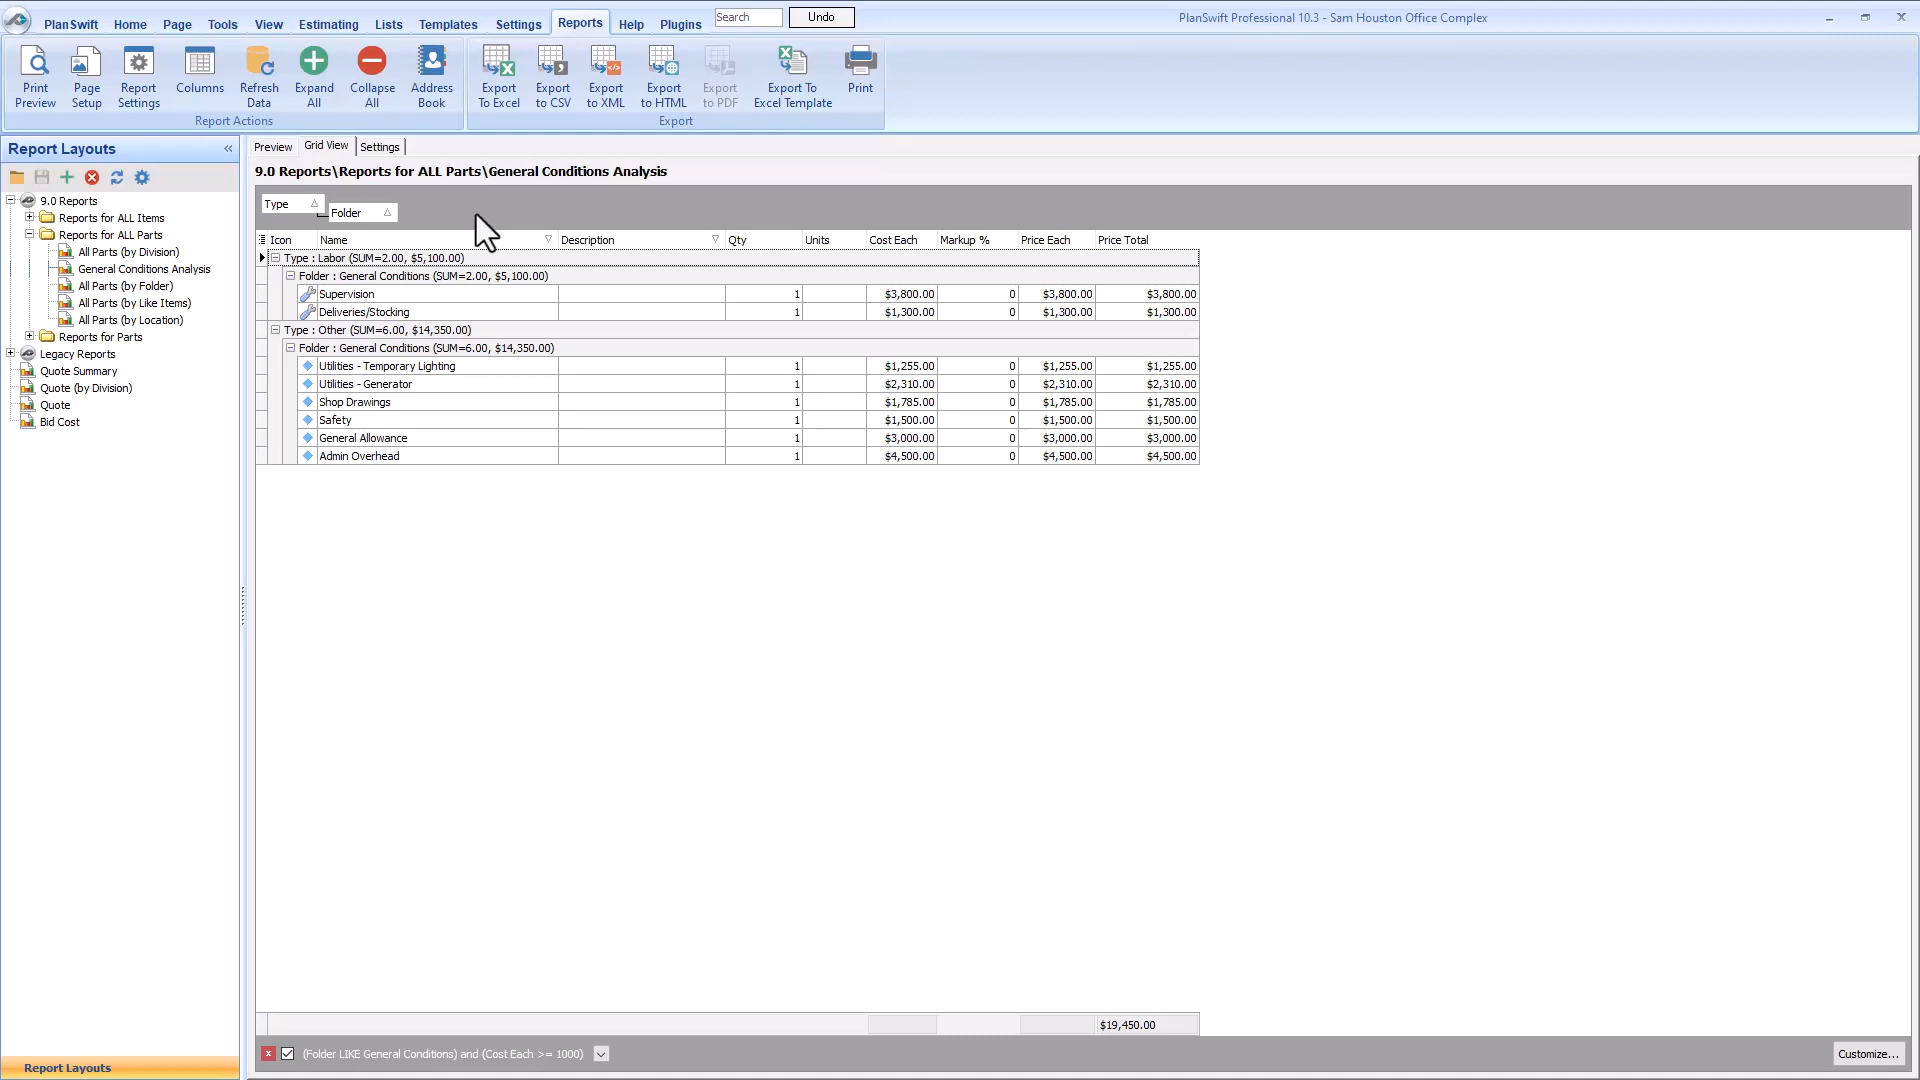 PlanSwift Home Page Tools View Estimating Lists Templates Settings Reports Help Plugins Search Undo PlanSwift Professional 10.3 - Sam Houston Office Complex
Print Preview
Page Setup
Report Settings
Columns
Refresh Data
Expand All
Collapse All
Address Book
Export To Excel
Export to CSV
Export to XML
Export to HTML
Export to PDF
Export To Excel Template
Print
Report Actions
Export
Report Layouts
9.0 Reports
Reports for ALL Items
Reports for ALL Parts
All Parts (by Division)
General Conditions Analysis
All Parts (by Folder)
All Parts (by Like Items)
All Parts (by Location)
Reports for Parts
Legacy Reports
Quote Summary
Quote (by Division)
Quote
Bid Cost
Report Layouts
Preview Grid View Settings
9.0 Reports\Reports for ALL Parts\General Conditions Analysis
Type
Folder
Icon Name Description Qty Units Cost Each Markup % Price Each Price Total
Type : Labor (SUM=2.00, $5,100.00)
Folder : General Conditions (SUM=2.00, $5,100.00)
Supervision 1 $3,800.00 0 $3,800.00 $3,800.00
Deliveries/Stocking 1 $1,300.00 0 $1,300.00 $1,300.00
Type : Other (SUM=6.00, $14,350.00)
Folder : General Conditions (SUM=6.00, $14,350.00)
Utilities - Temporary Lighting 1 $1,255.00 0 $1,255.00 $1,255.00
Utilities - Generator 1 $2,310.00 0 $2,310.00 $2,310.00
Shop Drawings 1 $1,785.00 0 $1,785.00 $1,785.00
Safety 1 $1,500.00 0 $1,500.00 $1,500.00
General Allowance 1 $3,000.00 0 $3,000.00 $3,000.00
Admin Overhead 1 $4,500.00 0 $4,500.00 $4,500.00
$19,450.00
(Folder LIKE General Conditions) and (Cost Each >= 1000)
Customize...